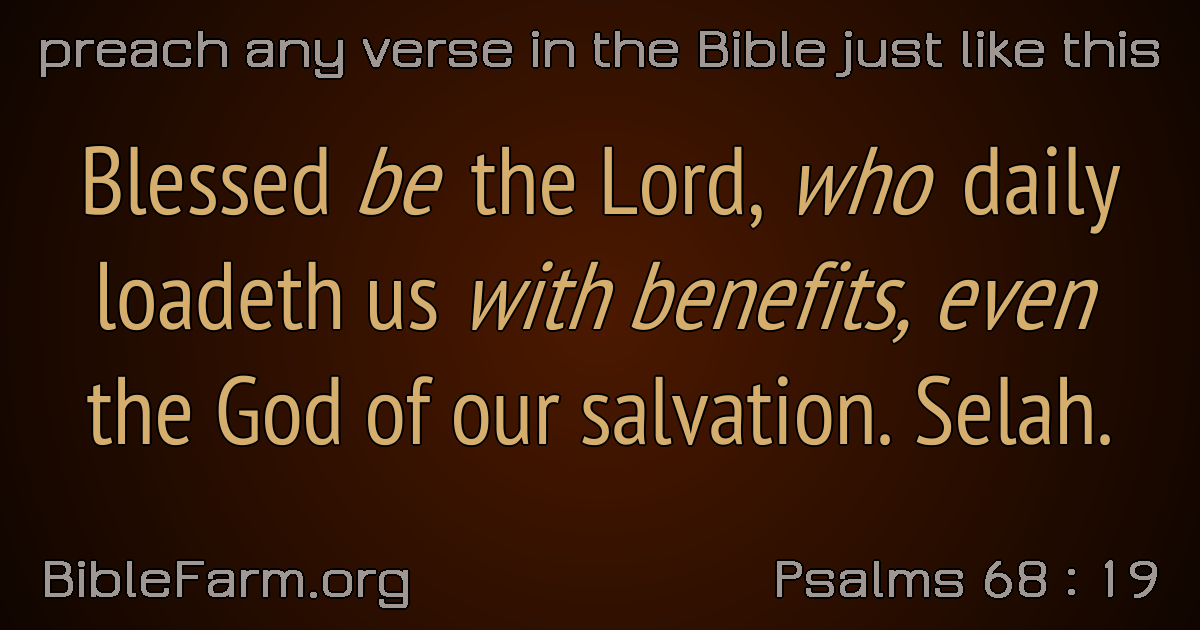 preach any verse in the Bible just like this
Blessed be the Lord, who daily
loadeth us with benefits, even
the God of our salvation. Selah.
BibleFarm.org
Psalms 68 : 19